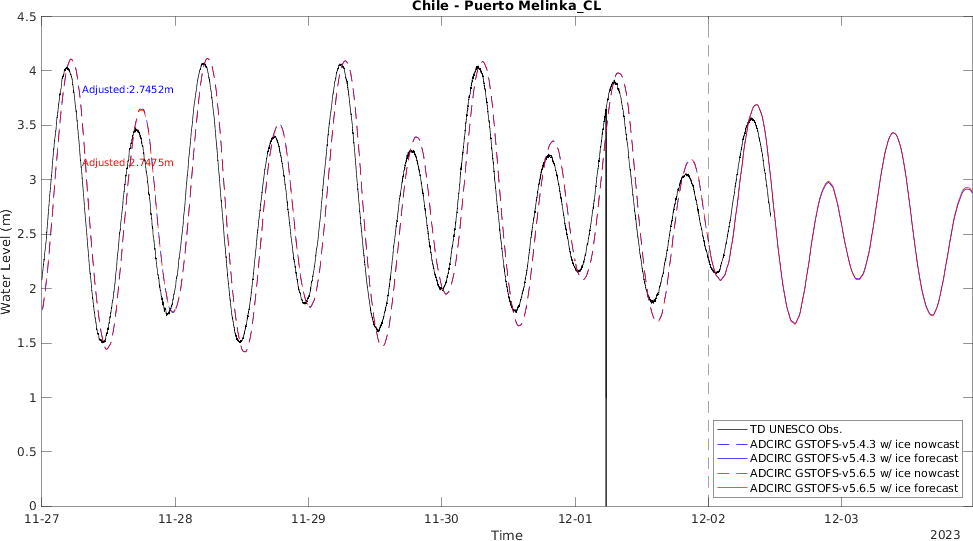 Chile - Puerto Melinka_CL
4.5
4
3.5
3
2.5
2
1.5
1
0.5
0
Water Level (m)
Adjusted:2.7452m
Adjusted:2.7475m
TD UNESCO Obs.
ADCIRC GSTOFS-v5.4.3 w/ ice nowcast
ADCIRC GSTOFS-v5.4.3 w/ ice forecast
ADCIRC GSTOFS-v5.6.5 w/ ice nowcast
ADCIRC GSTOFS-v5.6.5 w/ ice forecast
11-27 11-28 11-29 11-30 12-01 12-02 12-03
Time
2023